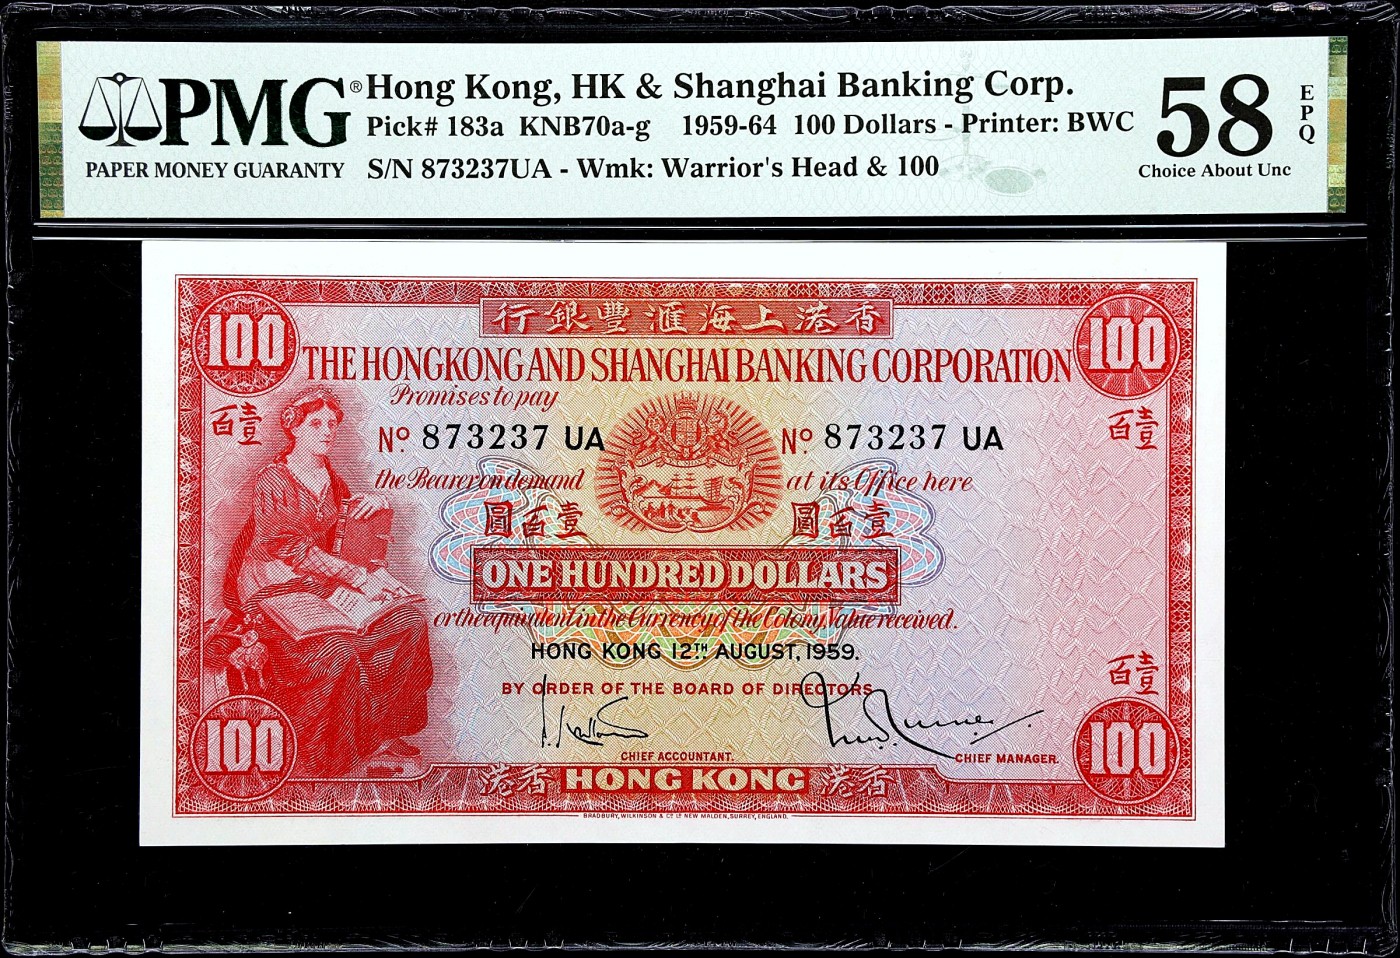 PMG®
PAPER MONEY GUARANTY
Hong Kong, HK & Shanghai Banking Corp.
Pick# 183a KNB70a-g 1959-64 100 Dollars - Printer: BWC
S/N 873237UA - Wmk: Warrior's Head & 100
58 EPQ
Choice About Unc
行銀豐滙海上港香
100 100
THE HONGKONG AND SHANGHAI BANKING CORPORATION
Promises to pay
百壹 百壹
Nº 873237 UA Nº 873237 UA
the Bearer on demand at its Office here
圓百壹 圓百壹
ONE HUNDRED DOLLARS
or the equivalent in the Currency of the Colony, Value received.
HONG KONG 12TH AUGUST, 1959.
百壹
BY ORDER OF THE BOARD OF DIRECTORS
CHIEF ACCOUNTANT. CHIEF MANAGER.
100 100
港香 HONG KONG 港香
BRADBURY, WILKINSON & Cº Lᴰ NEW MALDEN, SURREY, ENGLAND.